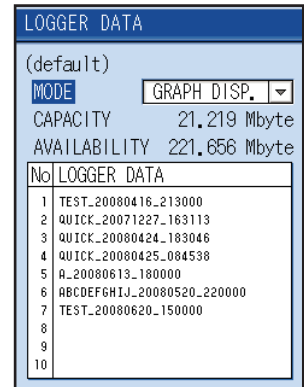 LOGGER DATA
(default)
MODE GRAPH DISP.
CAPACITY 21.219 Mbyte
AVAILABILITY 221.656 Mbyte
No LOGGER DATA
1 TEST_20080416_213000
2 QUICK_20071227_163113
3 QUICK_20080424_183046
4 QUICK_20080425_084538
5 A_20080613_180000
6 ABCDEFGHIJ_20080520_220000
7 TEST_20080620_150000
8
9
10